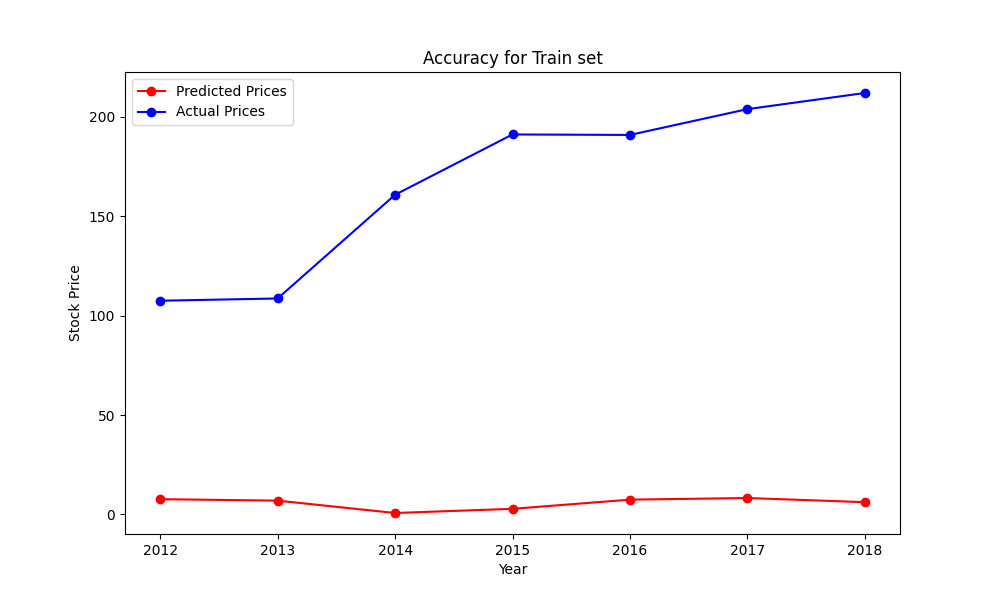 Accuracy for Train set
Predicted Prices
Actual Prices
200
150
100
50
0
Stock Price
2012 2013 2014 2015 2016 2017 2018
Year